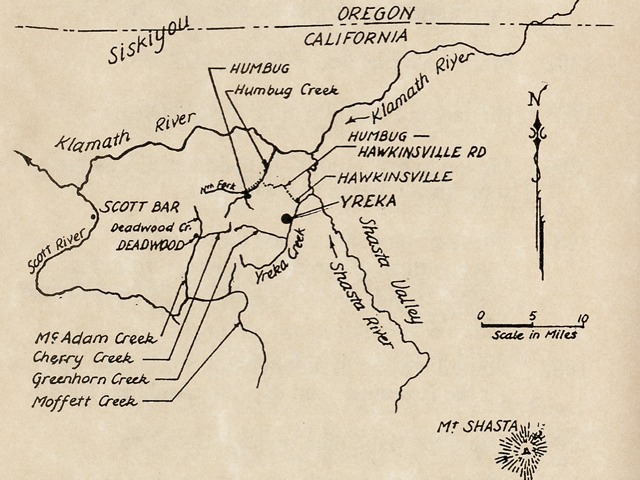 OREGON
CALIFORNIA
Siskiyou
HUMBUG
Humbug Creek
Klamath River
Klamath River
HUMBUG —
HAWKINSVILLE RD
N
Nth Fork
HAWKINSVILLE
YREKA
SCOTT BAR
Deadwood Cr.
DEADWOOD
Scott River
Yreka Creek
Shasta Valley
Shasta River
0 5 10
Scale in Miles
Mc Adam Creek
Cherry Creek
Greenhorn Creek
Moffett Creek
Mt SHASTA